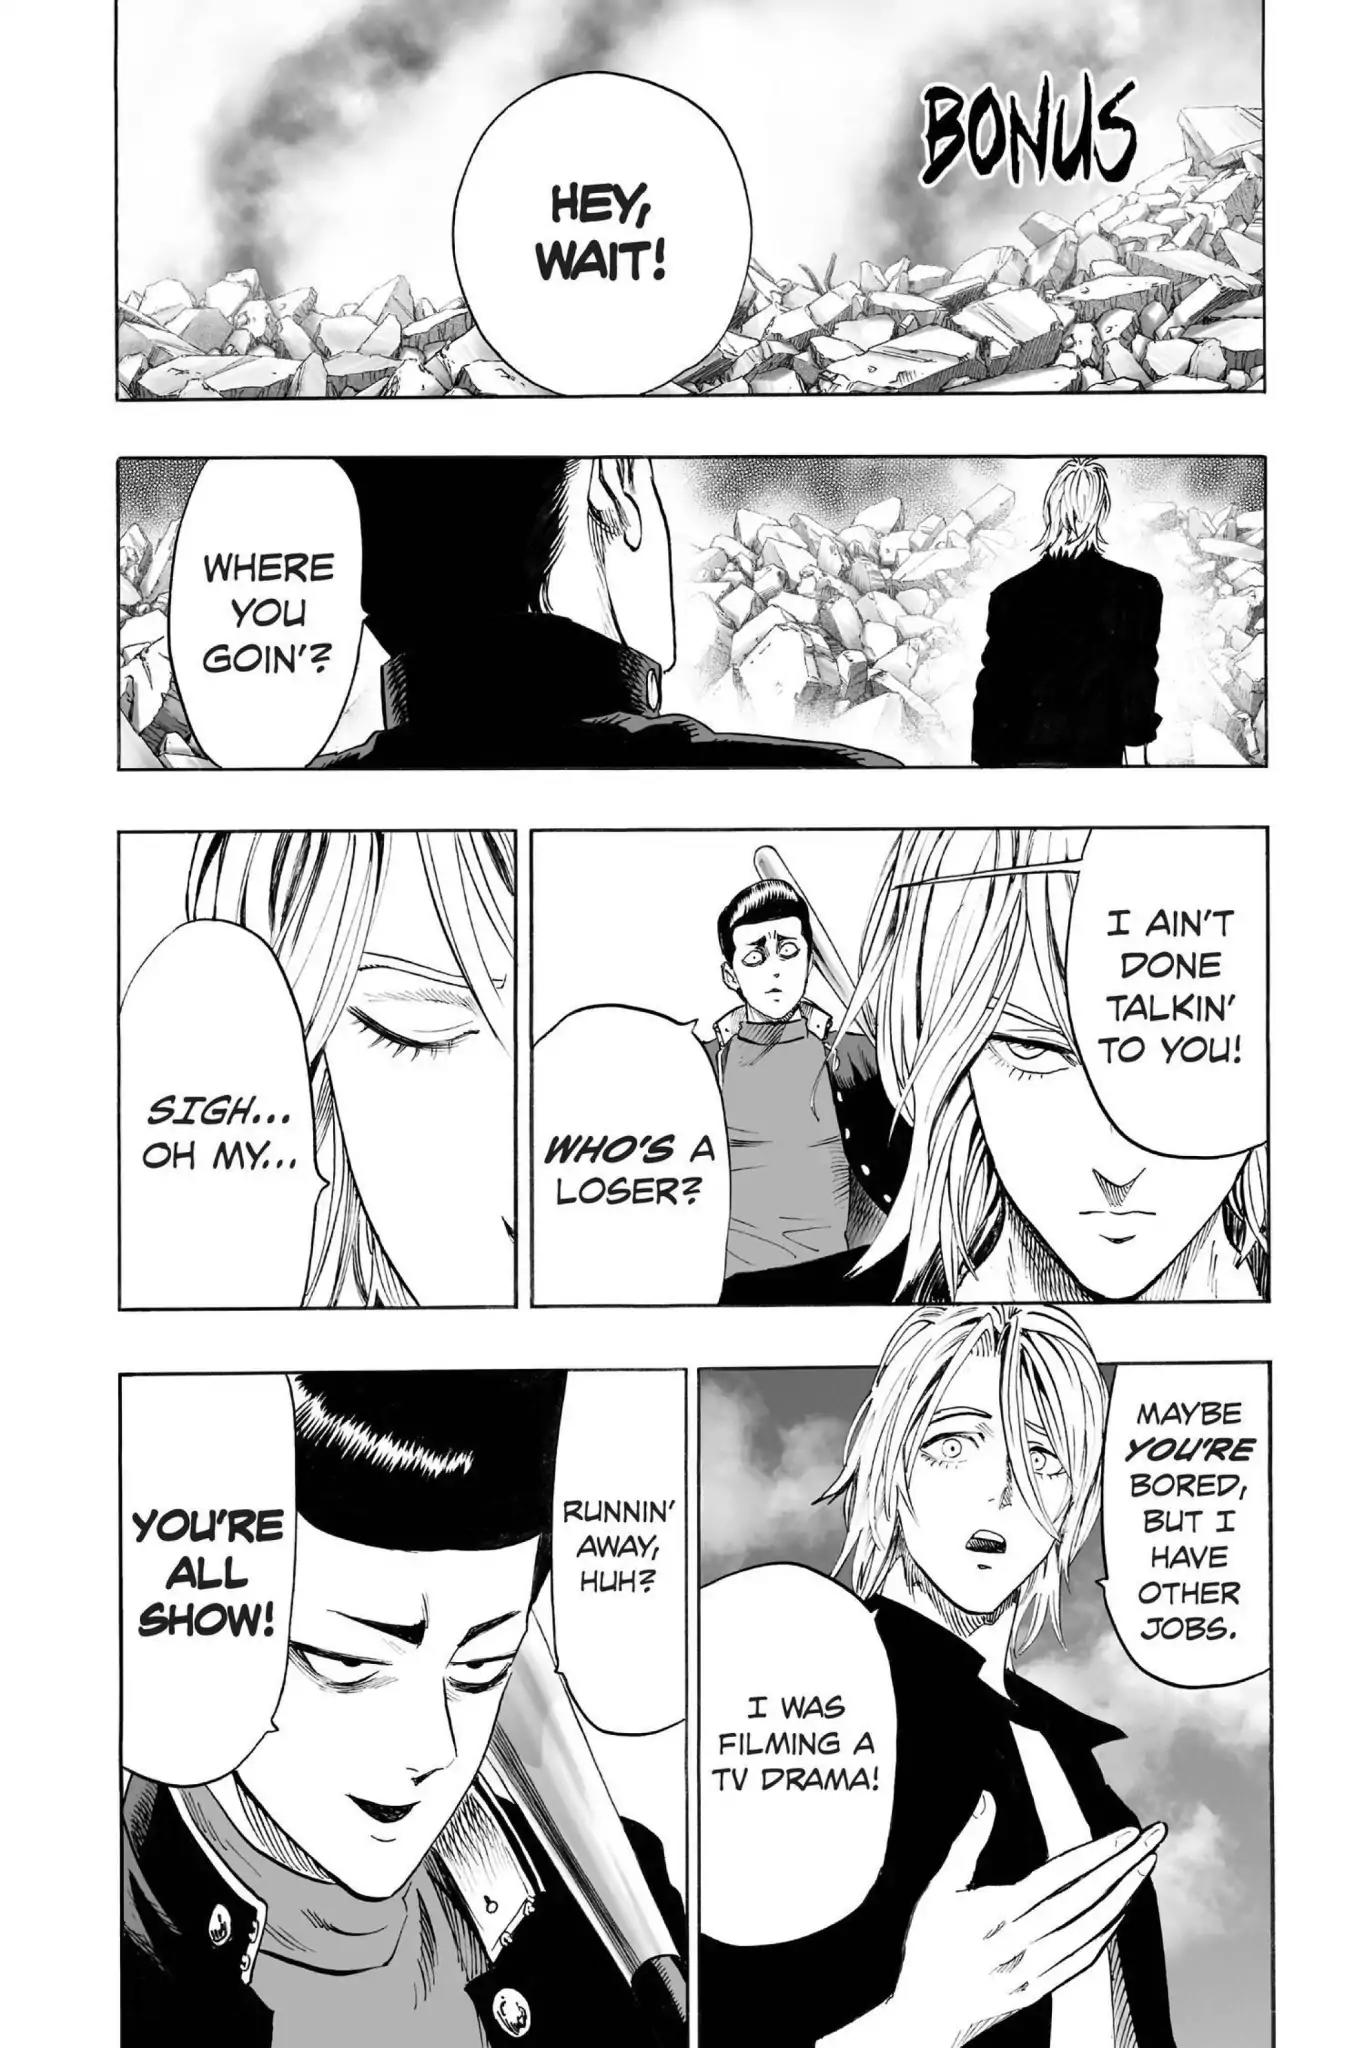 BONUS
HEY,
WAIT!
WHERE
YOU
GOIN'?
I AIN'T
DONE
TALKIN'
TO YOU!
WHO'S A
LOSER?
SIGH...
OH MY...
MAYBE
YOU'RE
BORED,
BUT I
HAVE
OTHER
JOBS.
I WAS
FILMING A
TV DRAMA!
RUNNIN'
AWAY,
HUH?
YOU'RE
ALL
SHOW!